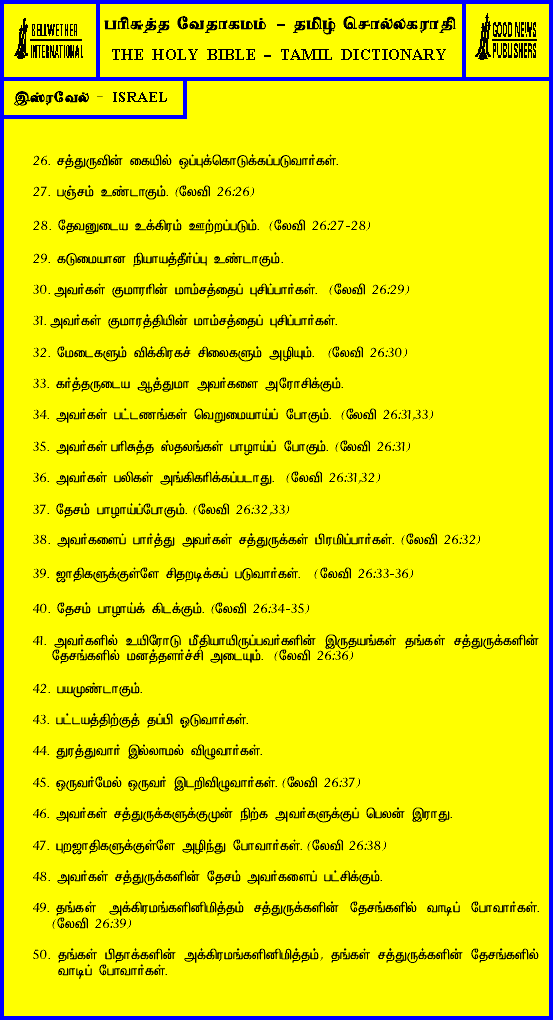 BELLWETHER
INTERNATIONAL
பரிசுத்த வேதாகமம் – தமிழ் சொல்லகராதி
THE HOLY BIBLE – TAMIL DICTIONARY
GOOD NEWS
PUBLISHERS
இஸ்ரவேல் – ISRAEL
26. சத்துருவின் கையில் ஒப்புக்கொடுக்கப்படுவார்கள்.
27. பஞ்சம் உண்டாகும். (லேவி 26:26)
28. தேவனுடைய உக்கிரம் ஊற்றப்படும். (லேவி 26:27-28)
29. கடுமையான நியாயத்தீர்ப்பு உண்டாகும்.
30. அவர்கள் குமாரரின் மாம்சத்தைப் புசிப்பார்கள். (லேவி 26:29)
31. அவர்கள் குமாரத்தியின் மாம்சத்தைப் புசிப்பார்கள்.
32. மேடைகளும் விக்கிரகச் சிலைகளும் அழியும். (லேவி 26:30)
33. கர்த்தருடைய ஆத்துமா அவர்களை அரோசிக்கும்.
34. அவர்கள் பட்டணங்கள் வெறுமையாய்ப் போகும். (லேவி 26:31,33)
35. அவர்கள் பரிசுத்த ஸ்தலங்கள் பாழாய்ப் போகும். (லேவி 26:31)
36. அவர்கள் பலிகள் அங்கிகரிக்கப்படாது. (லேவி 26:31,32)
37. தேசம் பாழாய்ப்போகும். (லேவி 26:32,33)
38. அவர்களைப் பார்த்து அவர்கள் சத்துருக்கள் பிரமிப்பார்கள். (லேவி 26:32)
39. ஜாதிகளுக்குள்ளே சிதறடிக்கப் படுவார்கள். (லேவி 26:33-36)
40. தேசம் பாழாய்க் கிடக்கும். (லேவி 26:34-35)
41. அவர்களில் உயிரோடு மீதியாயிருப்பவர்களின் இருதயங்கள் தங்கள் சத்துருக்களின்
தேசங்களில் மனத்தளர்ச்சி அடையும். (லேவி 26:36)
42. பயமுண்டாகும்.
43. பட்டயத்திற்குத் தப்பி ஓடுவார்கள்.
44. துரத்துவார் இல்லாமல் விழுவார்கள்.
45. ஒருவர்மேல் ஒருவர் இடறிவிழுவார்கள். (லேவி 26:37)
46. அவர்கள் சத்துருக்களுக்குமுன் நிற்க அவர்களுக்குப் பெலன் இராது.
47. புறஜாதிகளுக்குள்ளே அழிந்து போவார்கள். (லேவி 26:38)
48. அவர்கள் சத்துருக்களின் தேசம் அவர்களைப் பட்சிக்கும்.
49. தங்கள் அக்கிரமங்களினிமித்தம் சத்துருக்களின் தேசங்களில் வாடிப் போவார்கள்.
(லேவி 26:39)
50. தங்கள் பிதாக்களின் அக்கிரமங்களினிமித்தம், தங்கள் சத்துருக்களின் தேசங்களில்
வாடிப் போவார்கள்.